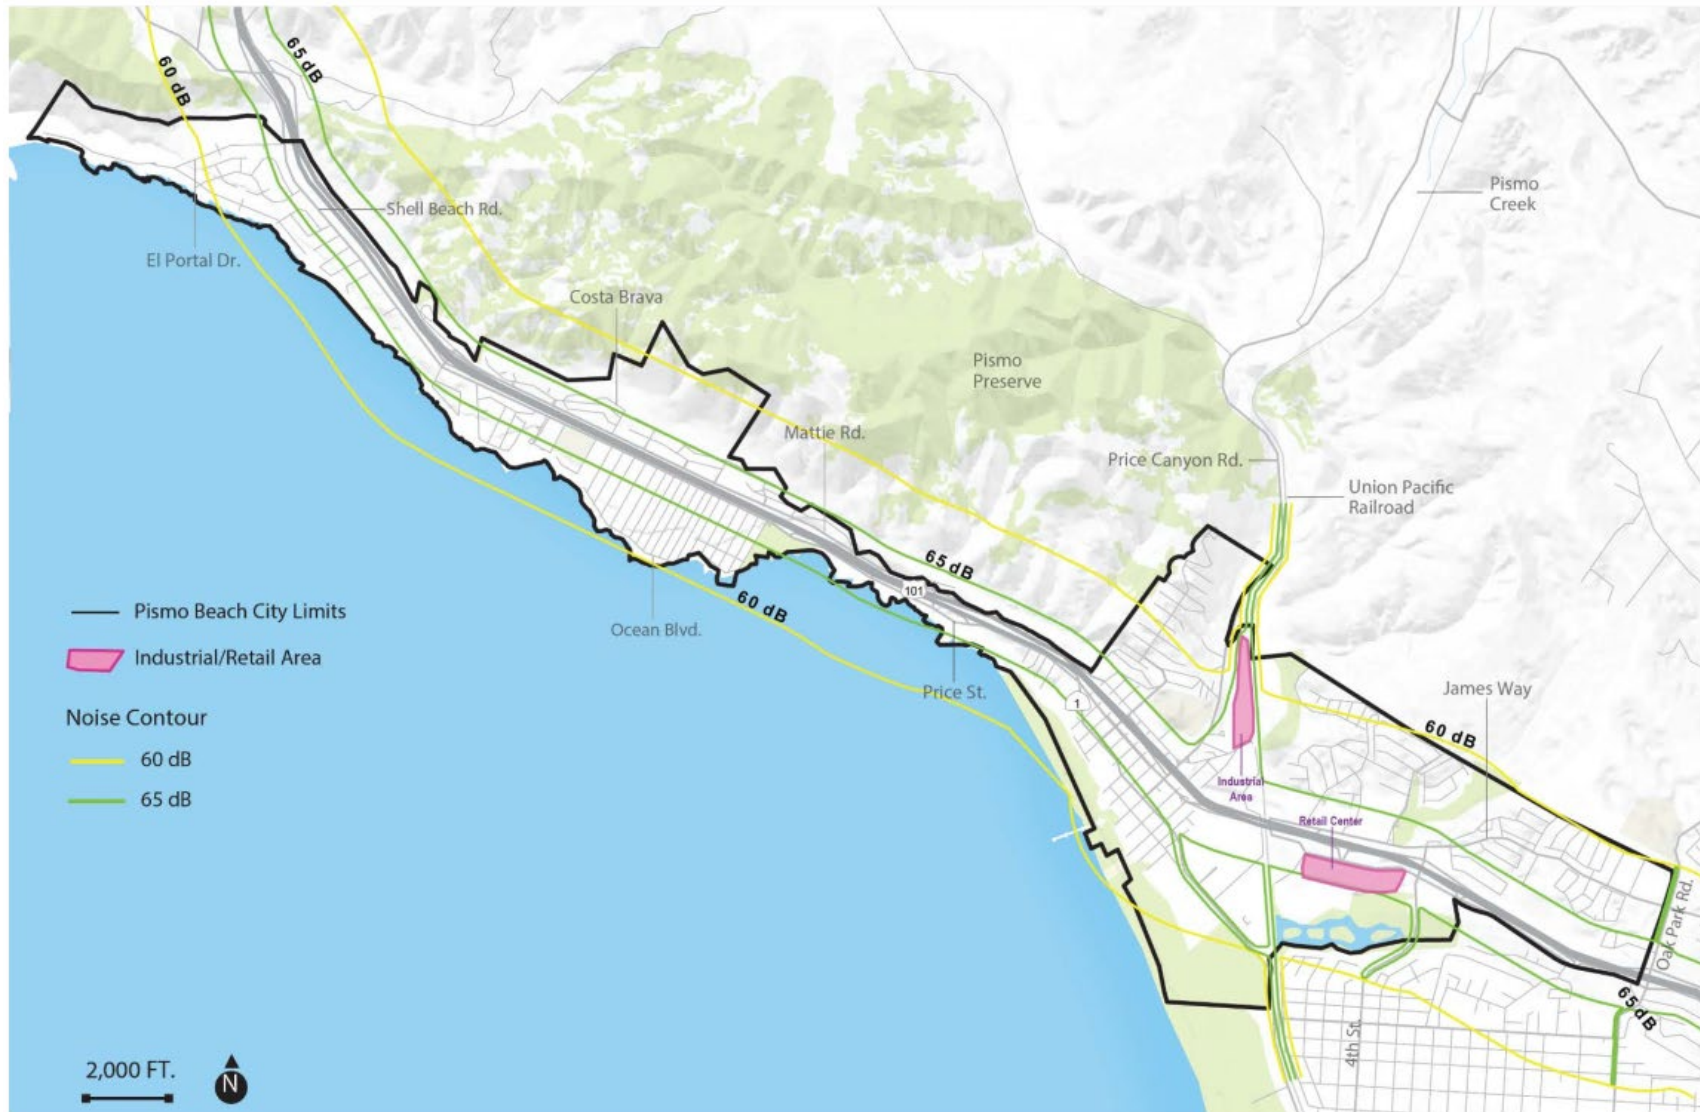 60 dB
65 dB
Shell Beach Rd.
El Portal Dr.
Costa Brava
Pismo
Creek
Pismo
Preserve
Mattie Rd.
Price Canyon Rd.
Union Pacific
Railroad
65 dB
101
60 dB
Ocean Blvd.
Price St.
1
James Way
60 dB
Industrial
Area
Retail Center
Oak Park Rd.
65 dB
4th St.
Pismo Beach City Limits
Industrial/Retail Area
Noise Contour
60 dB
65 dB
2,000 FT.
N